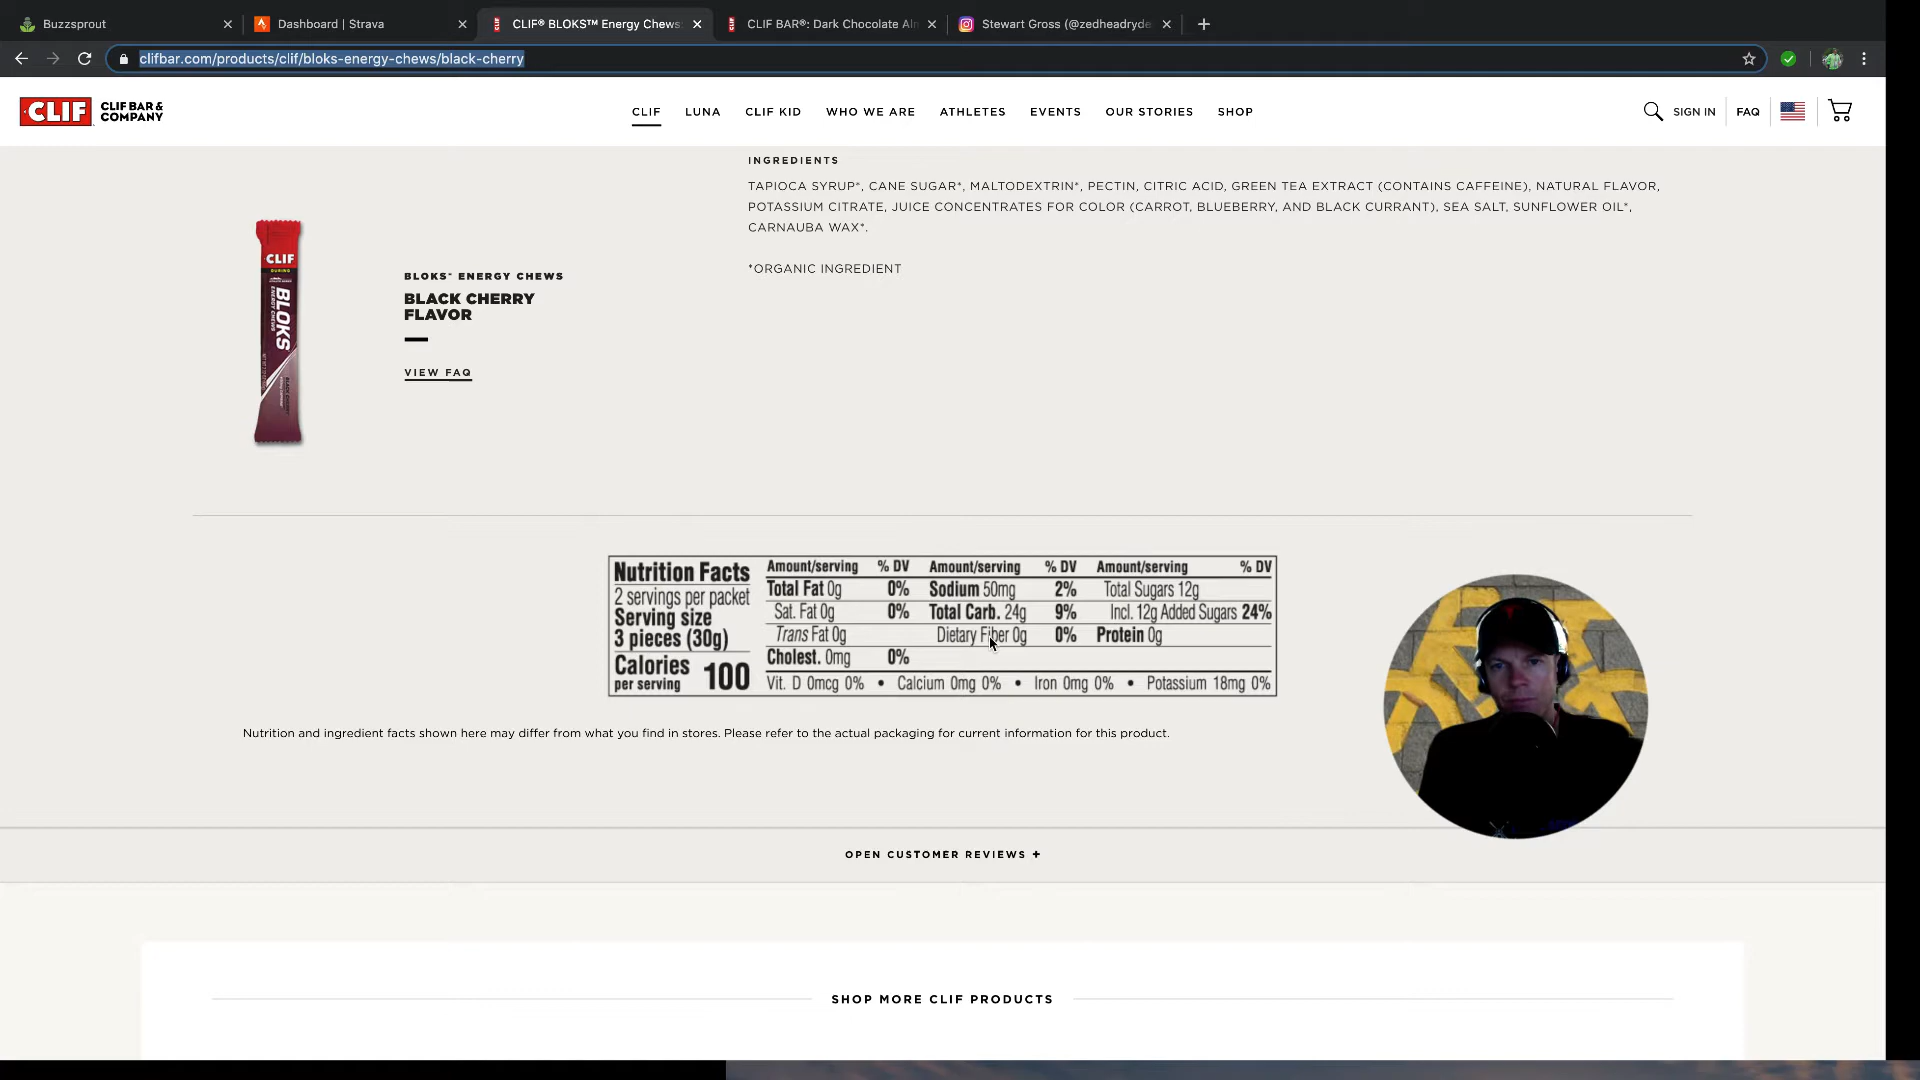 Buzzsprout
Dashboard | Strava
CLIF® BLOKS™ Energy Chews
CLIF BAR®: Dark Chocolate Alm
Stewart Gross (@zedheadryde
clifbar.com/products/clif/bloks-energy-chews/black-cherry
CLIF CLIF BAR & COMPANY
CLIF LUNA CLIF KID WHO WE ARE ATHLETES EVENTS OUR STORIES SHOP
SIGN IN FAQ
INGREDIENTS
TAPIOCA SYRUP*, CANE SUGAR*, MALTODEXTRIN*, PECTIN, CITRIC ACID, GREEN TEA EXTRACT (CONTAINS CAFFEINE), NATURAL FLAVOR,
POTASSIUM CITRATE, JUICE CONCENTRATES FOR COLOR (CARROT, BLUEBERRY, AND BLACK CURRANT), SEA SALT, SUNFLOWER OIL*,
CARNAUBA WAX*.
*ORGANIC INGREDIENT
CLIF
BLOKS
ENERGY CHEWS
BLOKS™ ENERGY CHEWS
BLACK CHERRY
FLAVOR
VIEW FAQ
Nutrition Facts
2 servings per packet
Serving size
3 pieces (30g)
Calories
per serving 100
Amount/serving % DV Amount/serving % DV Amount/serving % DV
Total Fat 0g 0% Sodium 50mg 2% Total Sugars 12g
Sat. Fat 0g 0% Total Carb. 24g 9% Incl. 12g Added Sugars 24%
Trans Fat 0g Dietary Fiber 0g 0% Protein 0g
Cholest. 0mg 0%
Vit. D 0mcg 0% • Calcium 0mg 0% • Iron 0mg 0% • Potassium 18mg 0%
Nutrition and ingredient facts shown here may differ from what you find in stores. Please refer to the actual packaging for current information for this product.
OPEN CUSTOMER REVIEWS +
SHOP MORE CLIF PRODUCTS